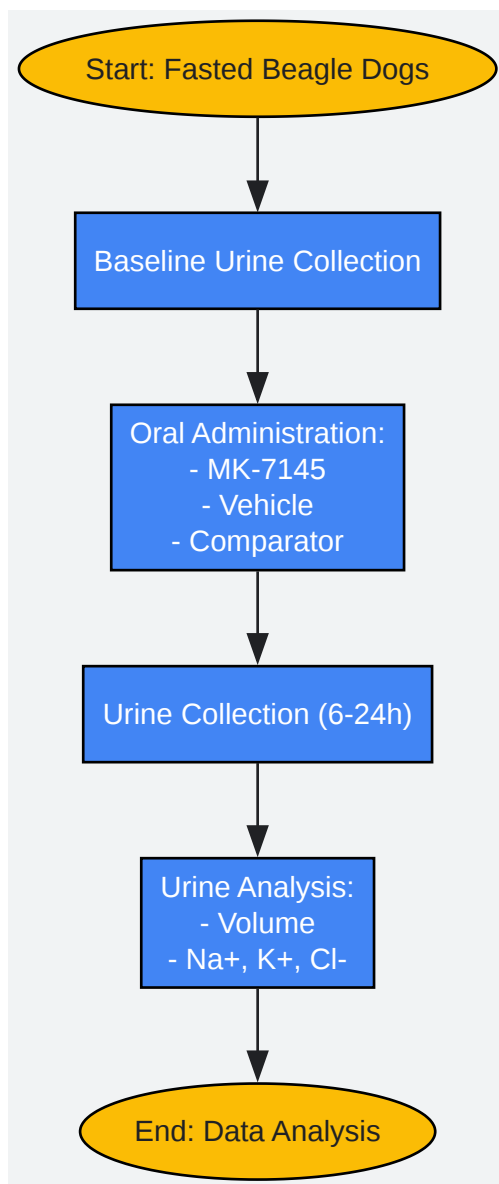 Start: Fasted Beagle Dogs
Baseline Urine Collection
Oral Administration:
- MK-7145
- Vehicle
- Comparator
Urine Collection (6-24h)
Urine Analysis:
- Volume
- Na+, K+, Cl-
End: Data Analysis